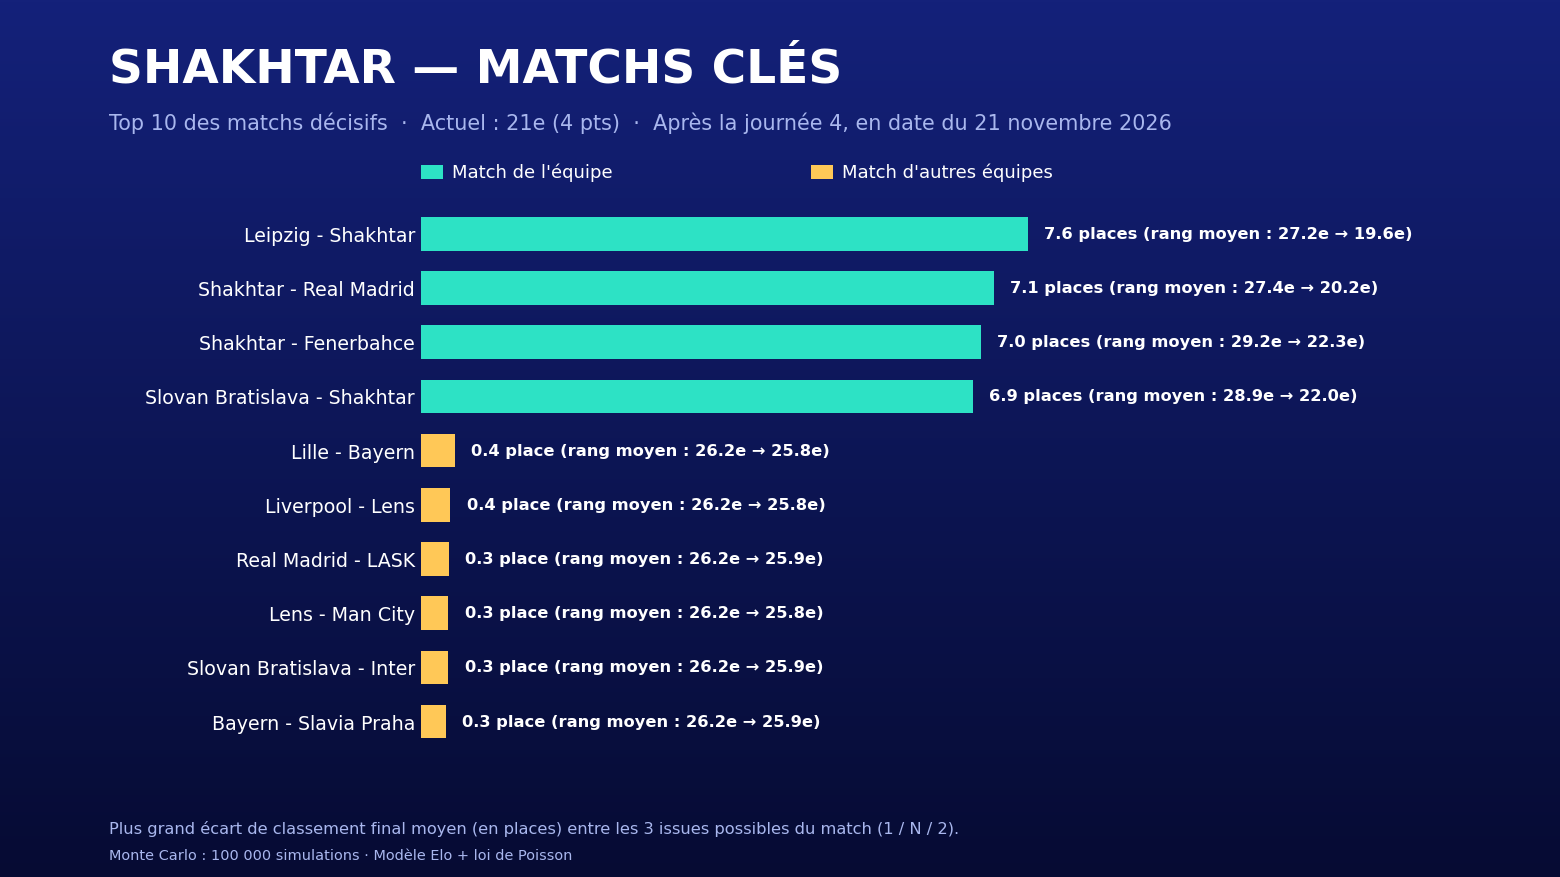 SHAKHTAR — MATCHS CLÉS
Top 10 des matchs décisifs · Actuel : 21e (4 pts) · Après la journée 4, en date du 21 novembre 2026
Match de l'équipe
Match d'autres équipes
Leipzig - Shakhtar 7.6 places (rang moyen : 27.2e → 19.6e)
Shakhtar - Real Madrid 7.1 places (rang moyen : 27.4e → 20.2e)
Shakhtar - Fenerbahce 7.0 places (rang moyen : 29.2e → 22.3e)
Slovan Bratislava - Shakhtar 6.9 places (rang moyen : 28.9e → 22.0e)
Lille - Bayern 0.4 place (rang moyen : 26.2e → 25.8e)
Liverpool - Lens 0.4 place (rang moyen : 26.2e → 25.8e)
Real Madrid - LASK 0.3 place (rang moyen : 26.2e → 25.9e)
Lens - Man City 0.3 place (rang moyen : 26.2e → 25.8e)
Slovan Bratislava - Inter 0.3 place (rang moyen : 26.2e → 25.9e)
Bayern - Slavia Praha 0.3 place (rang moyen : 26.2e → 25.9e)
Plus grand écart de classement final moyen (en places) entre les 3 issues possibles du match (1 / N / 2).
Monte Carlo : 100 000 simulations · Modèle Elo + loi de Poisson